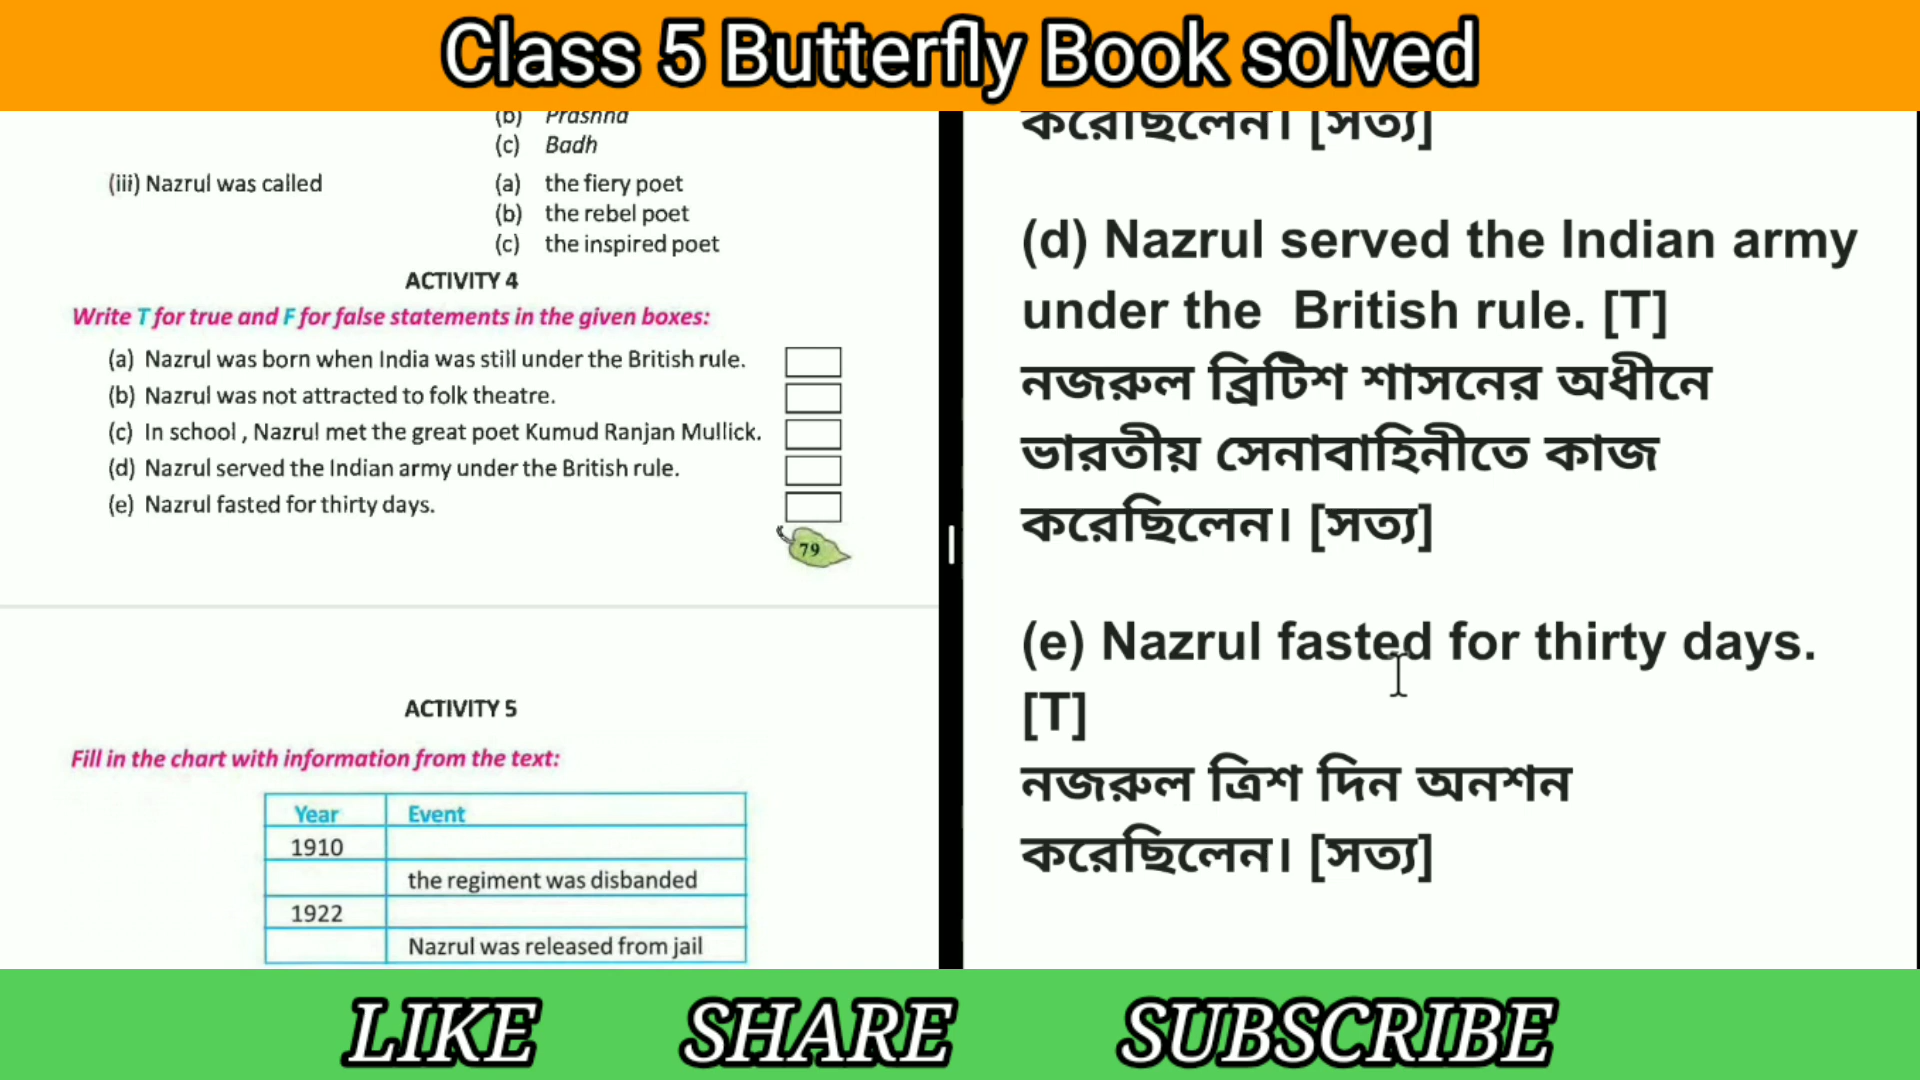 Class 5 Butterfly Book solved
(b) Prashna
(c) Badh
(iii) Nazrul was called (a) the fiery poet
(b) the rebel poet
(c) the inspired poet
ACTIVITY 4
Write T for true and F for false statements in the given boxes:
(a) Nazrul was born when India was still under the British rule.
(b) Nazrul was not attracted to folk theatre.
(c) In school , Nazrul met the great poet Kumud Ranjan Mullick.
(d) Nazrul served the Indian army under the British rule.
(e) Nazrul fasted for thirty days.
79
ACTIVITY 5
Fill in the chart with information from the text:
Year Event
1910
the regiment was disbanded
1922
Nazrul was released from jail
করেছিলেন। [সত্য]
(d) Nazrul served the Indian army
under the British rule. [T]
নজরুল ব্রিটিশ শাসনের অধীনে
ভারতীয় সেনাবাহিনীতে কাজ
করেছিলেন। [সত্য]
(e) Nazrul fasted for thirty days.
[T]
নজরুল ত্রিশ দিন অনশন
করেছিলেন। [সত্য]
LIKE SHARE SUBSCRIBE